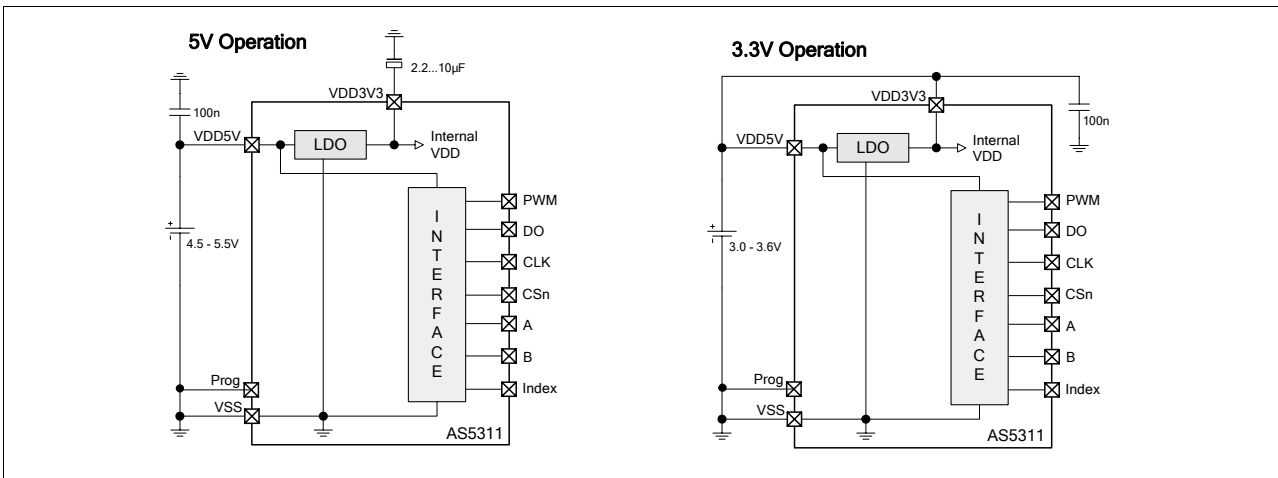 5V Operation
2.2...10µF
VDD3V3
100n
VDD5V
LDO
Internal
VDD
4.5 - 5.5V
+
-
I
N
T
E
R
F
A
C
E
PWM
DO
CLK
CSn
A
B
Index
Prog
VSS
AS5311
3.3V Operation
VDD3V3
100n
VDD5V
LDO
Internal
VDD
3.0 - 3.6V
+
-
I
N
T
E
R
F
A
C
E
PWM
DO
CLK
CSn
A
B
Index
Prog
VSS
AS5311